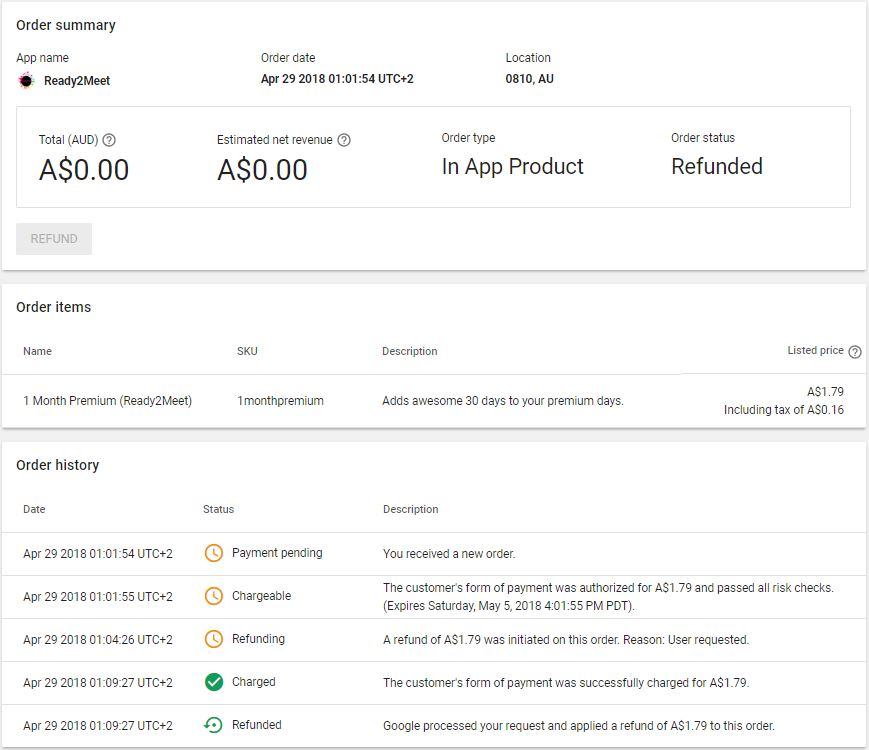 Order summary
App name Order date Location
Ready2Meet Apr 29 2018 01:01:54 UTC+2 0810, AU
Total (AUD) ? Estimated net revenue ? Order type Order status
A$0.00 A$0.00 In App Product Refunded
REFUND
Order items
Name SKU Description Listed price ?
1 Month Premium (Ready2Meet) 1monthpremium Adds awesome 30 days to your premium days. A$1.79
Including tax of A$0.16
Order history
Date Status Description
Apr 29 2018 01:01:54 UTC+2 Payment pending You received a new order.
Apr 29 2018 01:01:55 UTC+2 Chargeable The customer's form of payment was authorized for A$1.79 and passed all risk checks.
(Expires Saturday, May 5, 2018 4:01:55 PM PDT).
Apr 29 2018 01:04:26 UTC+2 Refunding A refund of A$1.79 was initiated on this order. Reason: User requested.
Apr 29 2018 01:09:27 UTC+2 Charged The customer's form of payment was successfully charged for A$1.79.
Apr 29 2018 01:09:27 UTC+2 Refunded Google processed your request and applied a refund of A$1.79 to this order.